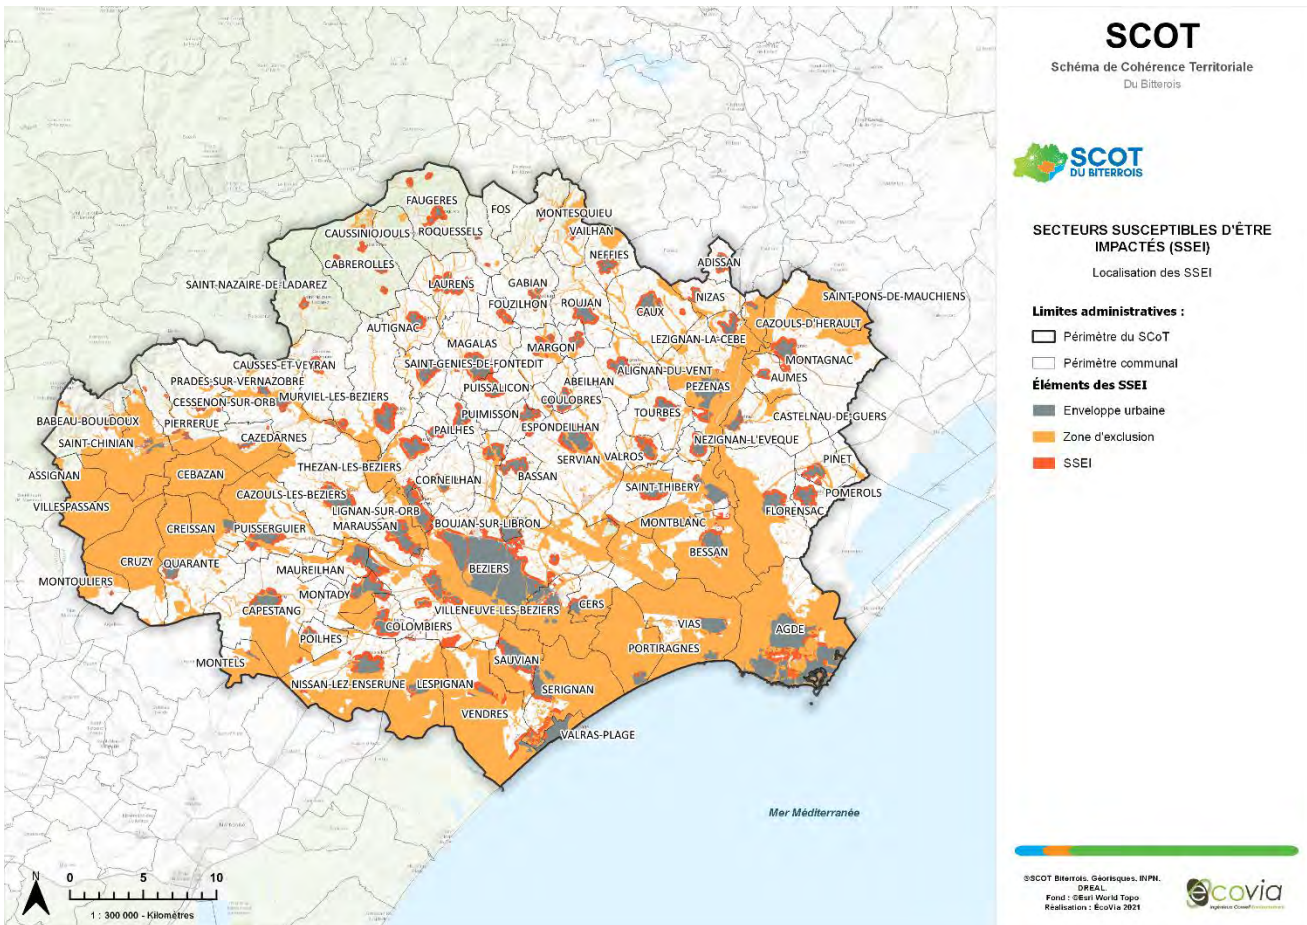 SCOT
Schéma de Cohérence Territoriale
Du Bitterois
SCOT
DU BITERROIS
SECTEURS SUSCEPTIBLES D'ÊTRE
IMPACTÉS (SSEI)
Localisation des SSEI
Limites administratives :
Périmètre du SCoT
Périmètre communal
Éléments des SSEI
Enveloppe urbaine
Zone d'exclusion
SSEI
FAUGERES
FOS
MONTESQUIEU
CAUSSINIOJOULS
ROQUESSELS
VAILHAN
CABREROLLES
NEFFIES
ADISSAN
SAINT-NAZAIRE-DE-LADAREZ
LAURENS
GABIAN
NIZAS
SAINT-PONS-DE-MAUCHIENS
FOUZILHON
ROUJAN
CAUX
AUTIGNAC
CAZOULS-D'HERAULT
MAGALAS
MARGON
LEZIGNAN-LA-CEBE
CAUSSES-ET-VEYRAN
SAINT-GENIES-DE-FONTEDIT
MONTAGNAC
ALIGNAN-DU-VENT
PRADES-SUR-VERNAZOBRE
PUISSALICON
ABEILHAN
PEZENAS
AUMES
CESSENON-SUR-ORB
MURVIEL-LES-BEZIERS
COULOBRES
BABEAU-BOULDOUX
PIERRERUE
PUIMISSON
TOURBES
CASTELNAU-DE-GUERS
SAINT-CHINIAN
CAZEDARNES
PAILHES
ESPONDEILHAN
NEZIGNAN-L'EVEQUE
ASSIGNAN
CEBAZAN
THEZAN-LES-BEZIERS
SERVIAN
VALROS
PINET
CORNEILHAN
BASSAN
VILLESPASSANS
CAZOULS-LES-BEZIERS
SAINT-THIBERY
POMEROLS
LIGNAN-SUR-ORB
FLORENSAC
CREISSAN
PUISSERGUIER
MARAUSSAN
BOUJAN-SUR-LIBRON
MONTBLANC
BESSAN
CRUZY
QUARANTE
MAUREILHAN
BEZIERS
MONTOULIERS
MONTADY
CAPESTANG
VILLENEUVE-LES-BEZIERS
CERS
COLOMBIERS
VIAS
AGDE
POILHES
PORTIRAGNES
MONTELS
SAUVIAN
NISSAN-LEZ-ENSERUNE
LESPIGNAN
SERIGNAN
VENDRES
VALRAS-PLAGE
Mer Méditerranée
N
0 5 10
1 : 300 000 - Kilomètres
©SCOT Biterrois, Géorisques, INPN,
DREAL.
Fond : ©Esri World Topo
Réalisation : ÉcoVia 2021
écovia